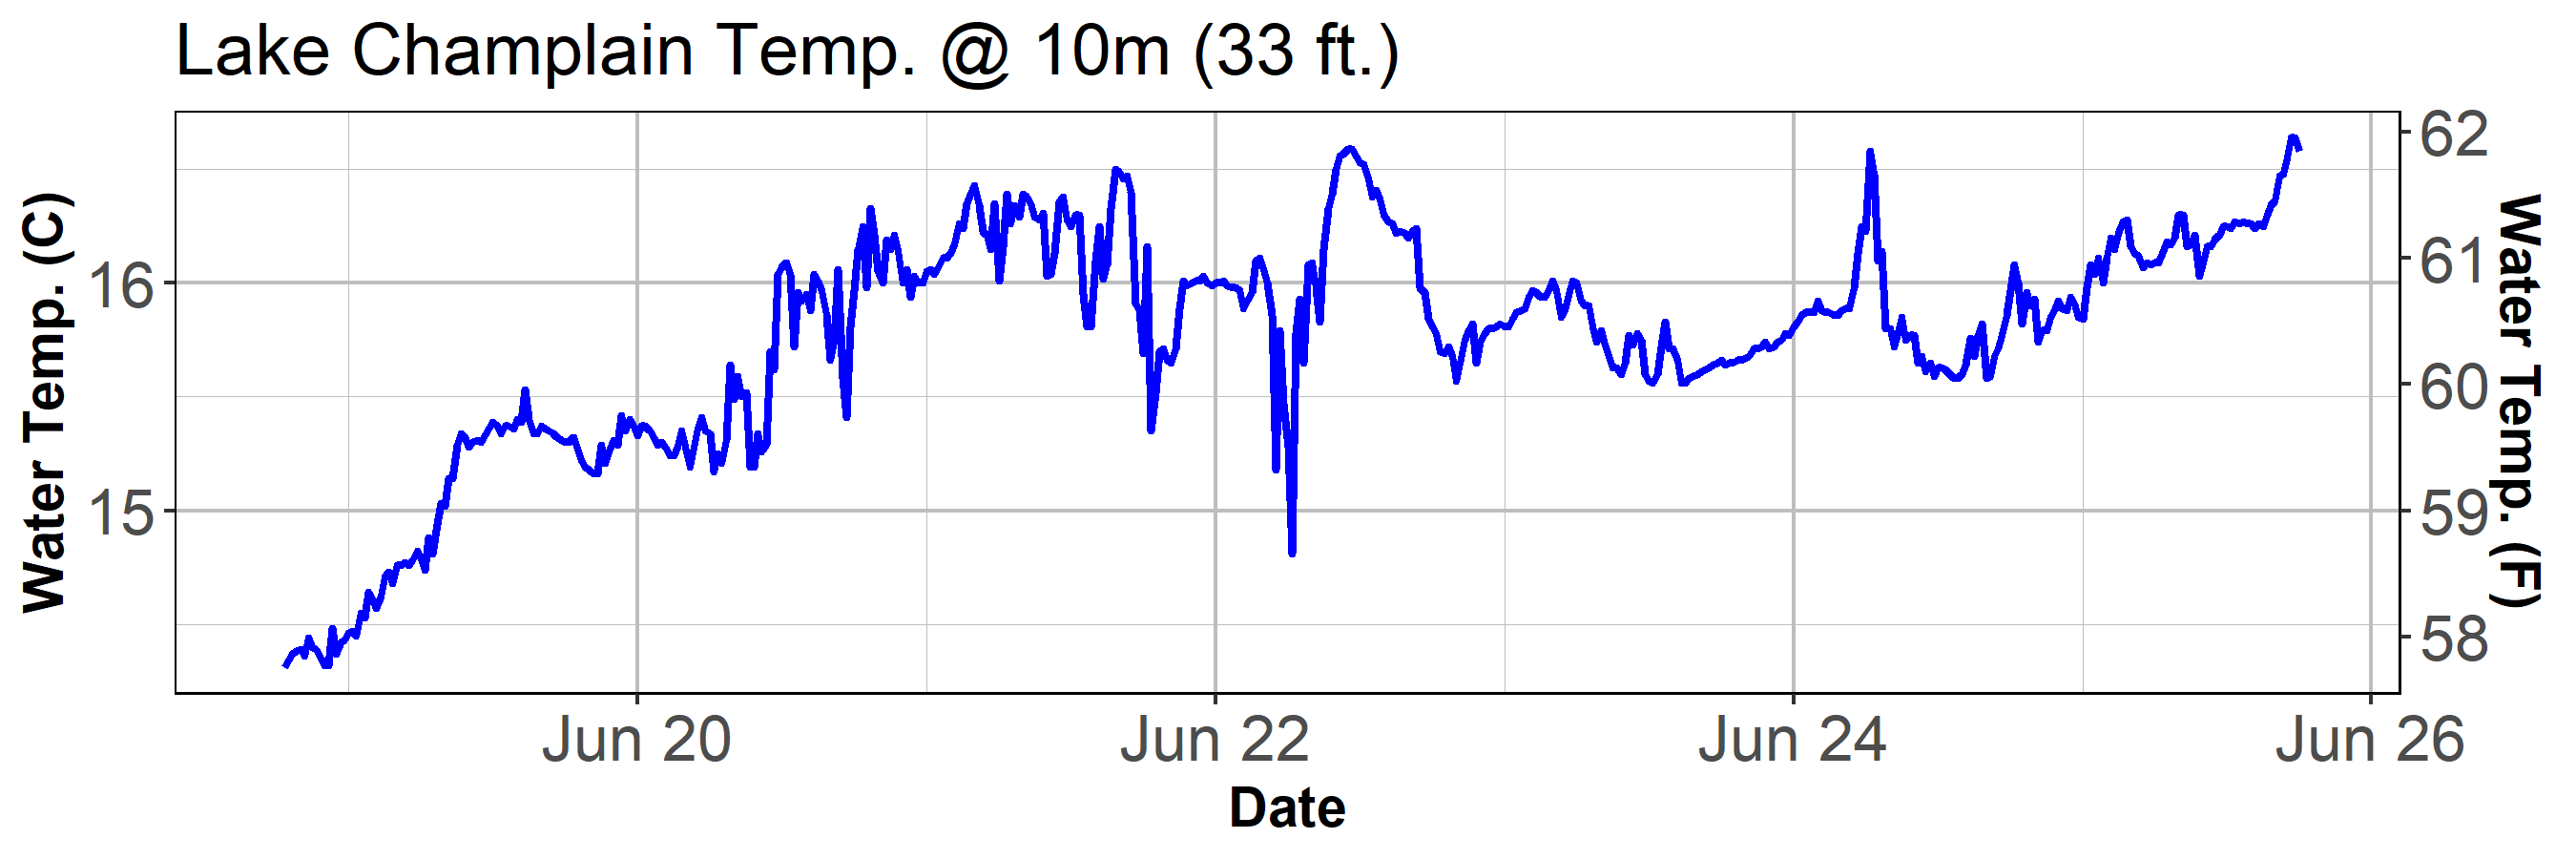 Lake Champlain Temp. @ 10m (33 ft.)
Water Temp. (C)
16
15
62
61
60
59
58
Water Temp. (F)
Jun 20 Jun 22 Jun 24 Jun 26
Date